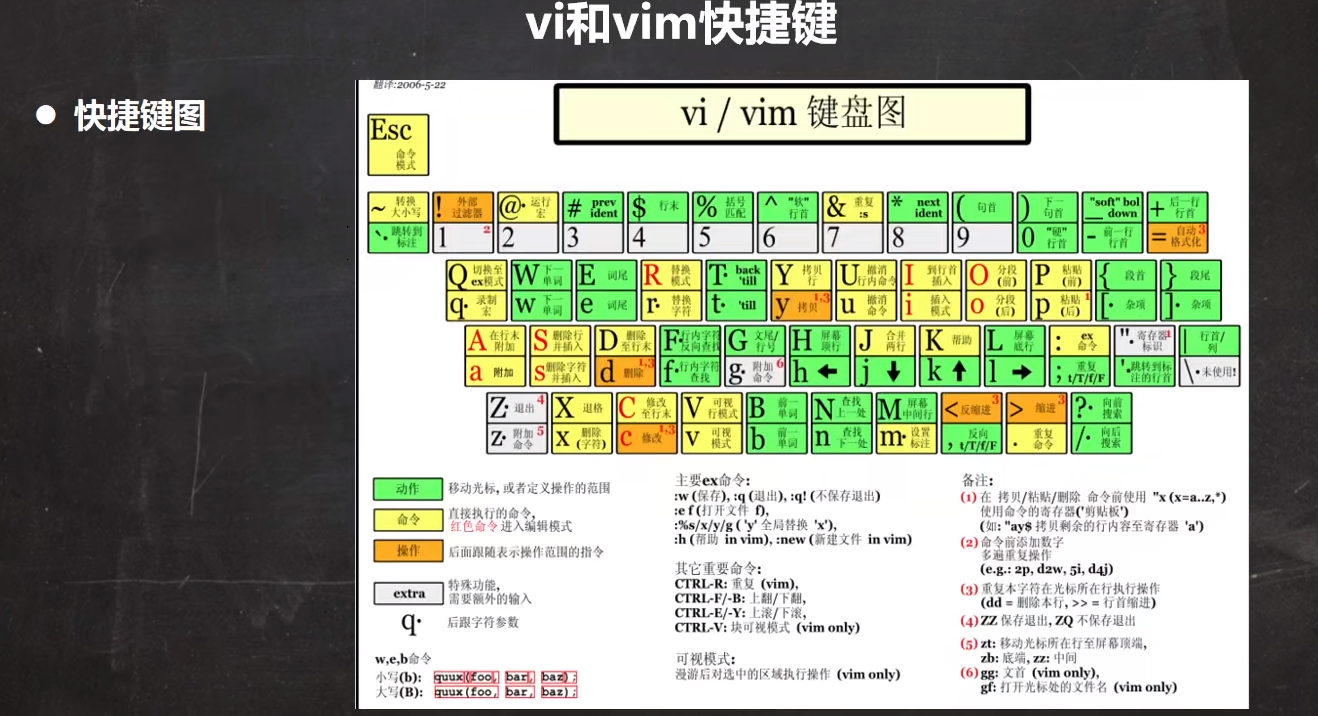 vi和vim快捷键
● 快捷键图
翻译:2006-5-22
vi / vim 键盘图
Esc 命令模式
~ 转换大小写 ! 外部过滤器 @· 运行宏 # prev ident $ 行末 % 括号匹配 ^ "软"行首 & 重复:s * next ident ( 句首 ) 下一句首 "soft" bol down __ + 后一行行首
`· 跳转到标注 1 2 2 3 4 5 6 7 8 9 0 "硬"行首 - 前一行行首 = 自动格式化 3
Q 切换至ex模式 W 下一单词 E 词尾 R 替换模式 T· back 'till Y 拷贝行 U 撤消行内命令 I 到行首插入 O 分段(前) P 粘贴(前) { 段首 } 段尾
q· 录制宏 w 下一单词 e 词尾 r· 替换字符 t· 'till y 拷贝 1,3 u 撤消命令 i 插入模式 o 分段(后) p 粘贴(后) 1 [· 杂项 ]· 杂项
A 在行末附加 S 删除行并插入 D 删除至行末 F· 行内字符反向查找 G 文尾/行号 H 屏幕顶行 J 合并两行 K 帮助 L 屏幕底行 : ex命令 "· 寄存器标识 1 | 行首/列
a 附加 s 删除字符并插入 d 删除 1,3 f· 行内字符查找 g· 附加命令 6 h ← j ↓ k ↑ l → ; 重复t/T/f/F '· 跳转到标注的行首 \· 未使用!
Z· 退出 4 X 退格 C 修改至行末 V 可视行模式 B 前一单词 N 查找上一处 M 屏幕中间行 < 反缩进 3 > 缩进 3 ?· 向前搜索
z· 附加命令 5 x 删除(字符) c 修改 1,3 v 可视模式 b 前一单词 n 查找下一处 m· 设置标注 , 反向t/T/f/F . 重复命令 /· 向后搜索
动作 移动光标, 或者定义操作的范围
命令 直接执行的命令,
红色命令 进入编辑模式
操作 后面跟随表示操作范围的指令
extra 特殊功能,
需要额外的输入
q· 后跟字符参数
w,e,b命令
小写(b): quux(foo, bar, baz);
大写(B): quux(foo, bar, baz);
主要ex命令:
:w (保存), :q (退出), :q! (不保存退出)
:e f (打开文件 f),
:%s/x/y/g ( 'y' 全局替换 'x'),
:h (帮助 in vim), :new (新建文件 in vim)
其它重要命令:
CTRL-R: 重复 (vim),
CTRL-F/-B: 上翻/下翻,
CTRL-E/-Y: 上滚/下滚,
CTRL-V: 块可视模式 (vim only)
可视模式:
漫游后对选中的区域执行操作 (vim only)
备注:
(1) 在 拷贝/粘贴/删除 命令前使用 "x (x=a..z,*)
使用命令的寄存器('剪贴板')
(如: "ay$ 拷贝剩余的行内容至寄存器 'a')
(2) 命令前添加数字
多遍重复操作
(e.g.: 2p, d2w, 5i, d4j)
(3) 重复本字符在光标所在行执行操作
(dd = 删除本行, >> = 行首缩进)
(4) ZZ 保存退出, ZQ 不保存退出
(5) zt: 移动光标所在行至屏幕顶端,
zb: 底端, zz: 中间
(6) gg: 文首 (vim only),
gf: 打开光标处的文件名 (vim only)